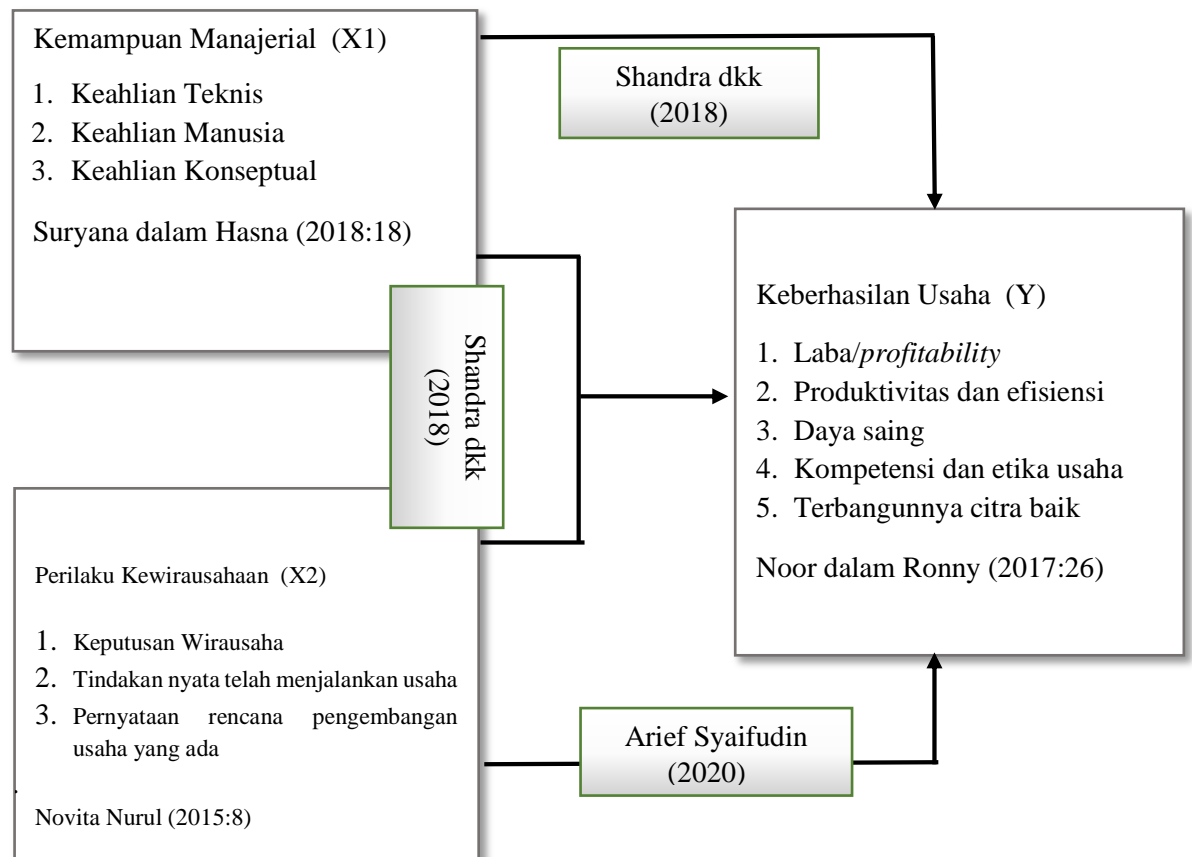 Kemampuan Manajerial (X1)
1. Keahlian Teknis
2. Keahlian Manusia
3. Keahlian Konseptual
Suryana dalam Hasna (2018:18)
Shandra dkk
(2018)
Shandra dkk
(2018)
Keberhasilan Usaha (Y)
1. Laba/profitability
2. Produktivitas dan efisiensi
3. Daya saing
4. Kompetensi dan etika usaha
5. Terbangunnya citra baik
Noor dalam Ronny (2017:26)
Perilaku Kewirausahaan (X2)
1. Keputusan Wirausaha
2. Tindakan nyata telah menjalankan usaha
3. Pernyataan rencana pengembangan
usaha yang ada
.
Novita Nurul (2015:8)
Arief Syaifudin
(2020)